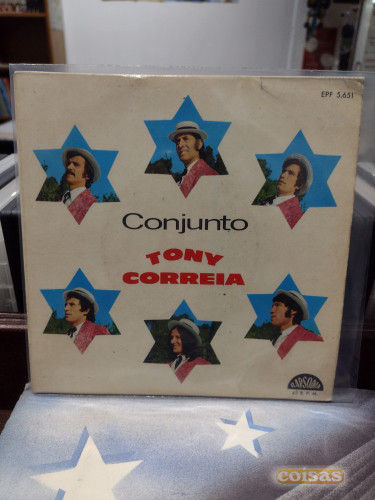 EPF 5.651
Conjunto
TONY
CORREIA
coisas